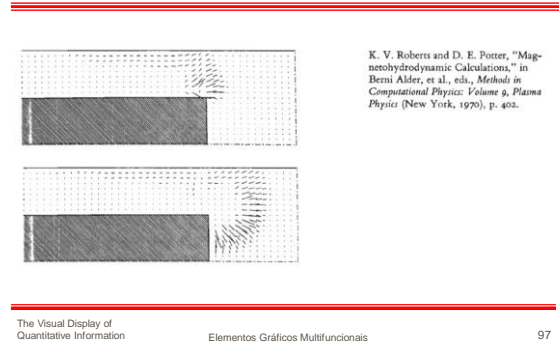 K. V. Roberts and D. E. Potter, "Mag-
netohydrodynamic Calculations," in
Berni Alder, et al., eds., Methods in
Computational Physics: Volume 9, Plasma
Physics (New York, 1970), p. 402.
The Visual Display of
Quantitative Information
Elementos Gráficos Multifuncionais
97